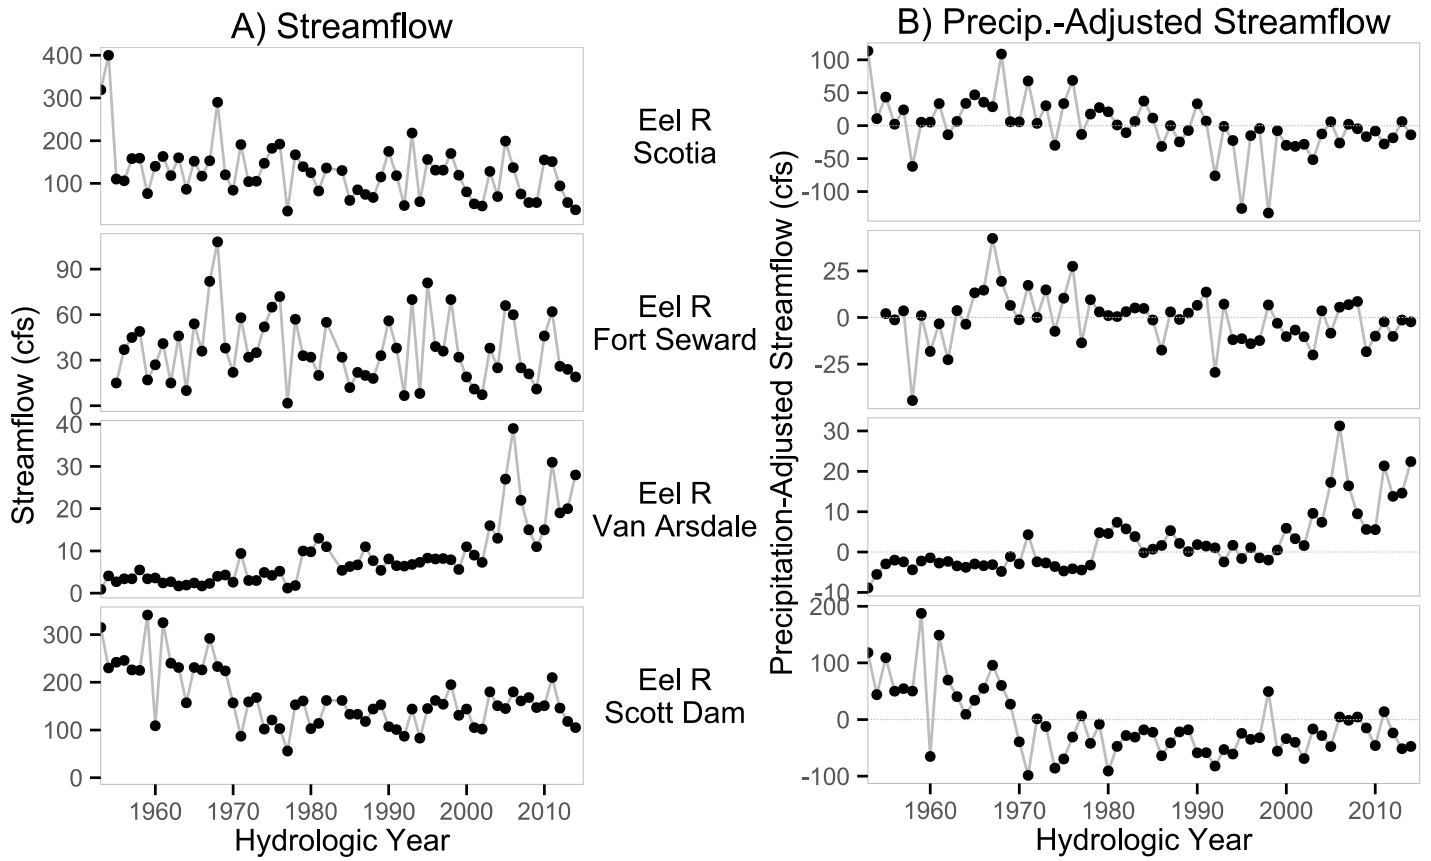 A) Streamflow
B) Precip.-Adjusted Streamflow
Streamflow (cfs)
400
300
200
100
Eel R
Scotia
90
60
30
0
Eel R
Fort Seward
40
30
20
10
0
Eel R
Van Arsdale
300
200
100
0
Eel R
Scott Dam
1960 1970 1980 1990 2000 2010
Hydrologic Year
Precipitation-Adjusted Streamflow (cfs)
100
50
0
-50
-100
25
0
-25
30
20
10
0
-10
200
100
0
-100
1960 1970 1980 1990 2000 2010
Hydrologic Year